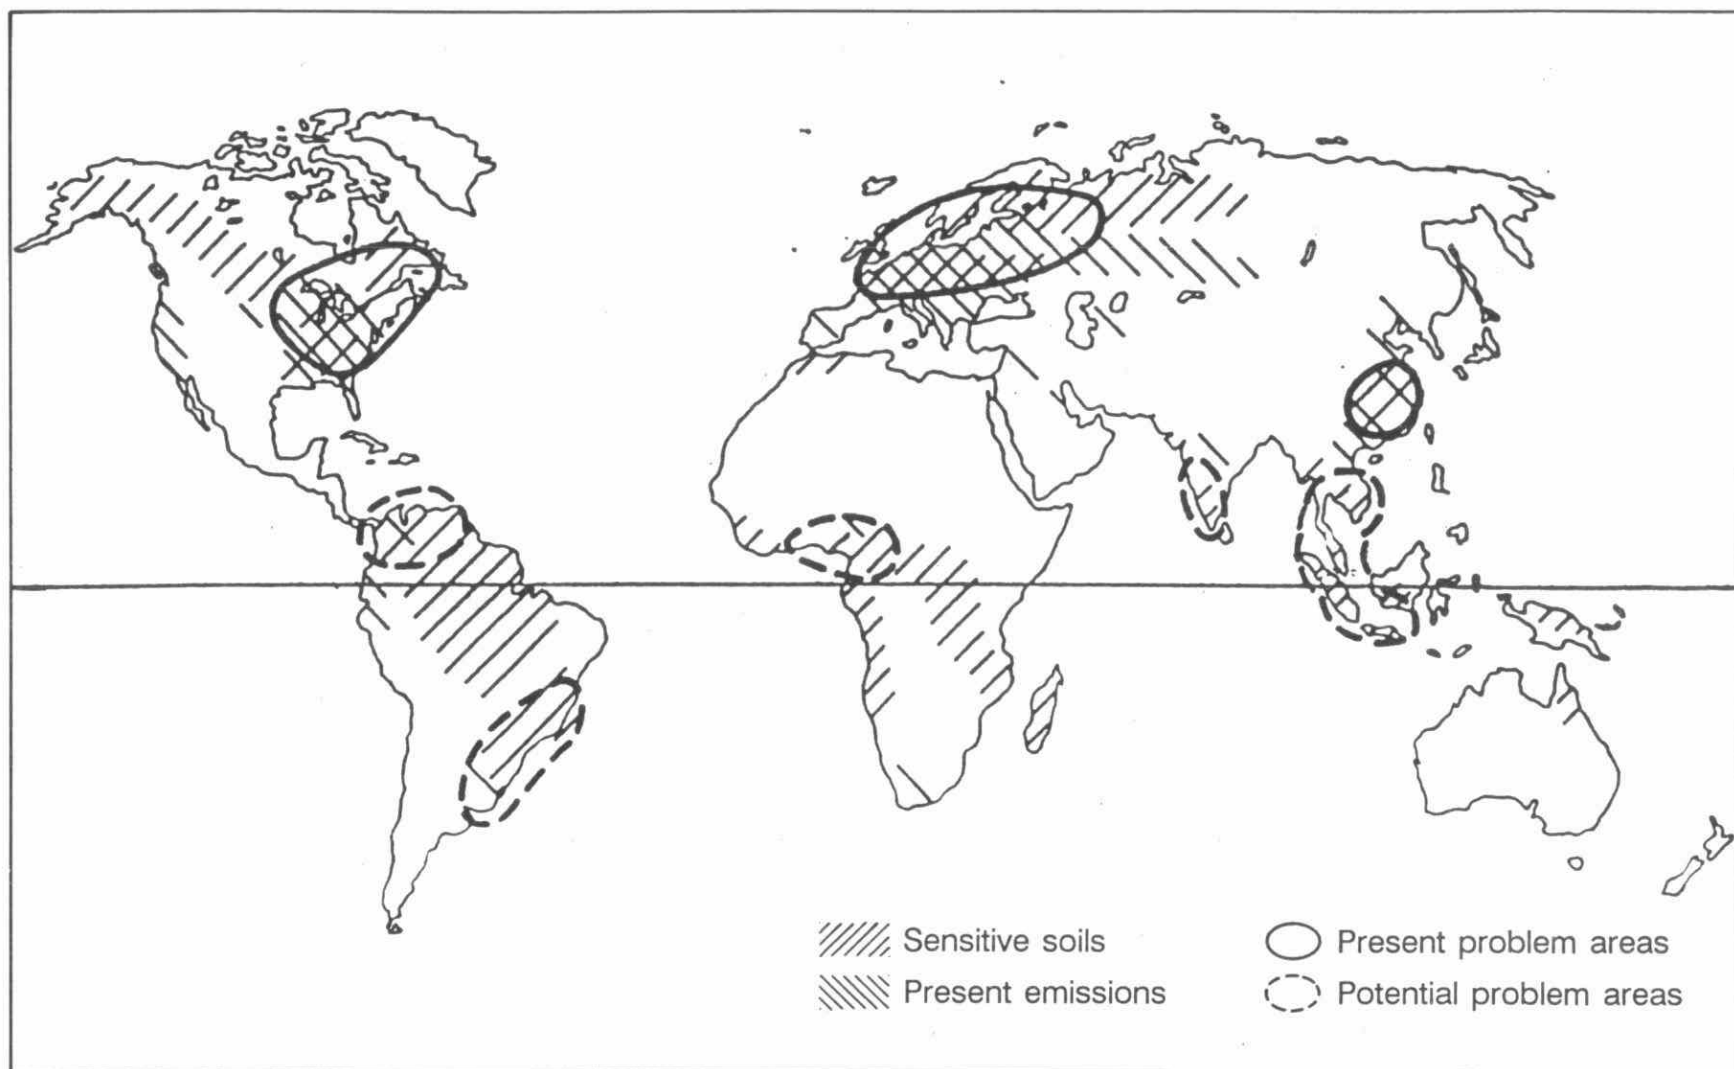 Sensitive soils
Present emissions
Present problem areas
Potential problem areas